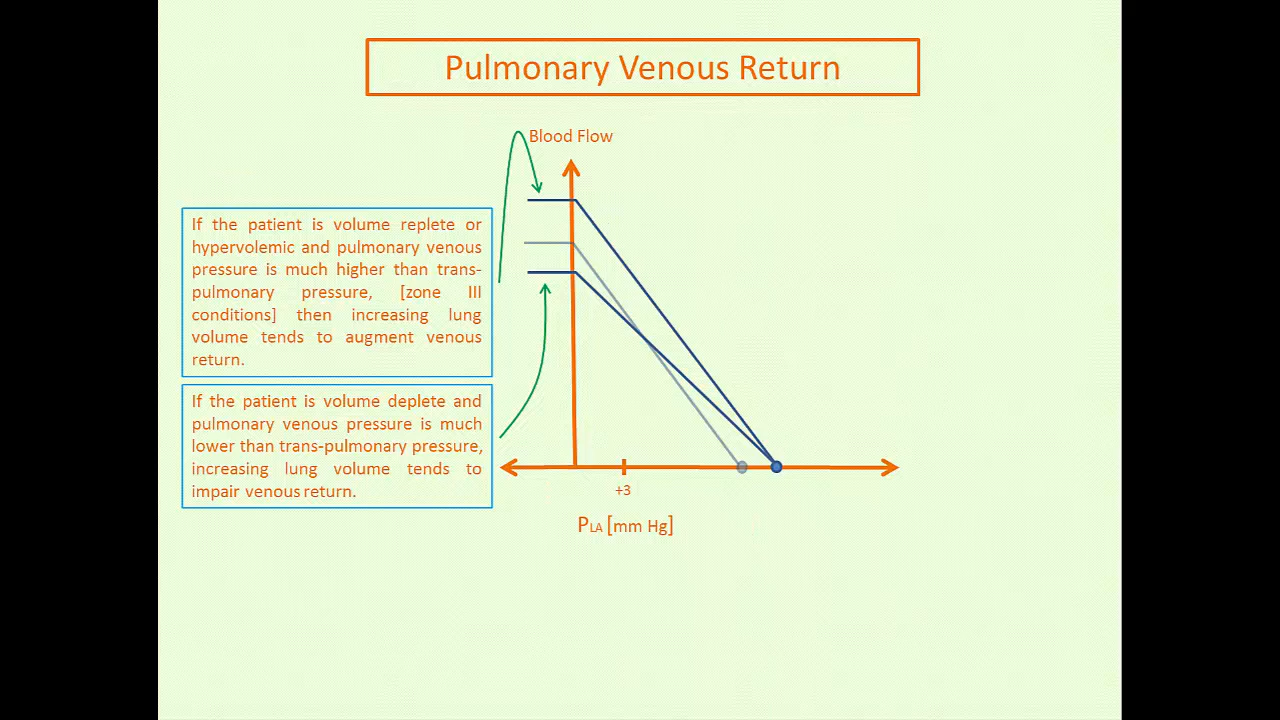 Pulmonary Venous Return
Blood Flow
If the patient is volume replete or
hypervolemic and pulmonary venous
pressure is much higher than trans-
pulmonary pressure, [zone III
conditions] then increasing lung
volume tends to augment venous
return.
If the patient is volume deplete and
pulmonary venous pressure is much
lower than trans-pulmonary pressure,
increasing lung volume tends to
impair venous return.
+3
PLA [mm Hg]